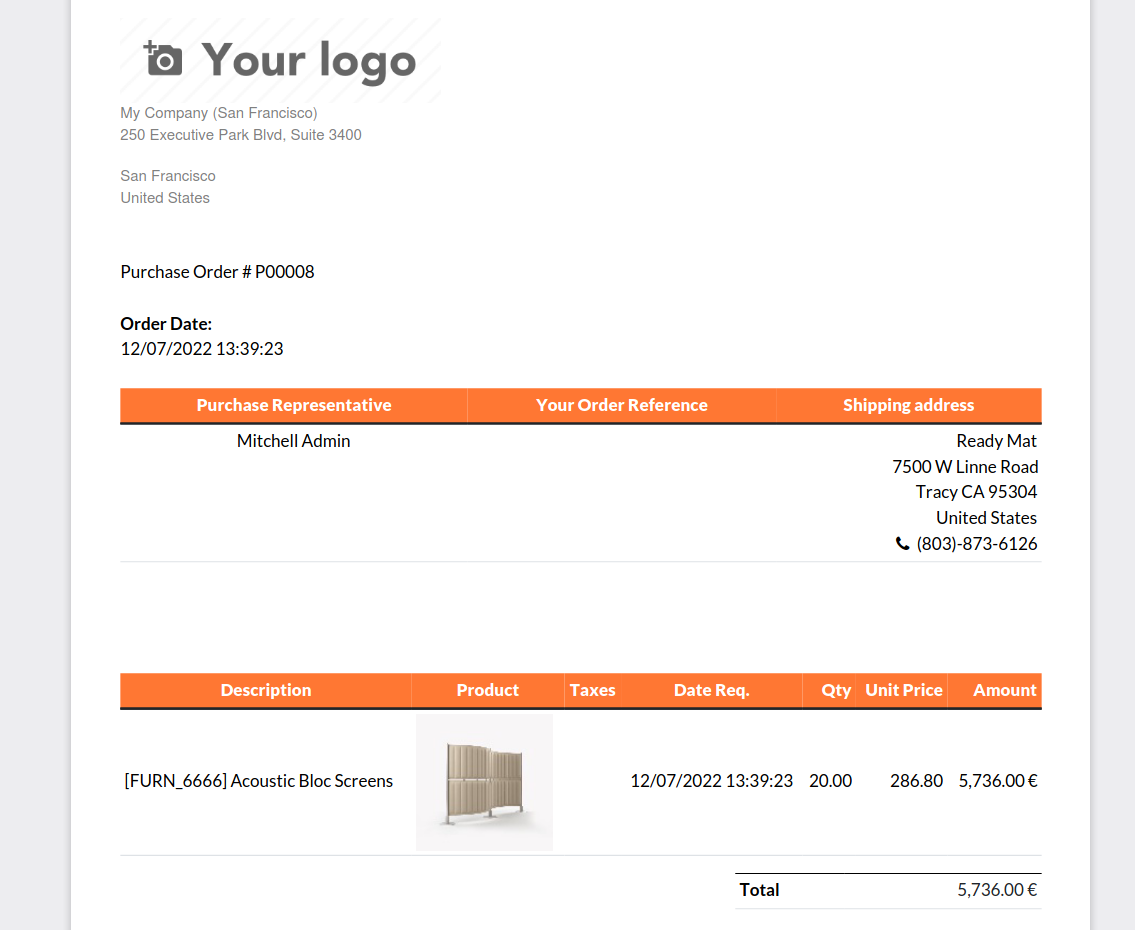 Your logo
My Company (San Francisco)
250 Executive Park Blvd, Suite 3400
San Francisco
United States
Purchase Order # P00008
Order Date:
12/07/2022 13:39:23
Purchase Representative Your Order Reference Shipping address
Mitchell Admin Ready Mat
7500 W Linne Road
Tracy CA 95304
United States
(803)-873-6126
Description Product Taxes Date Req. Qty Unit Price Amount
[FURN_6666] Acoustic Bloc Screens 12/07/2022 13:39:23 20.00 286.80 5,736.00 €
Total 5,736.00 €